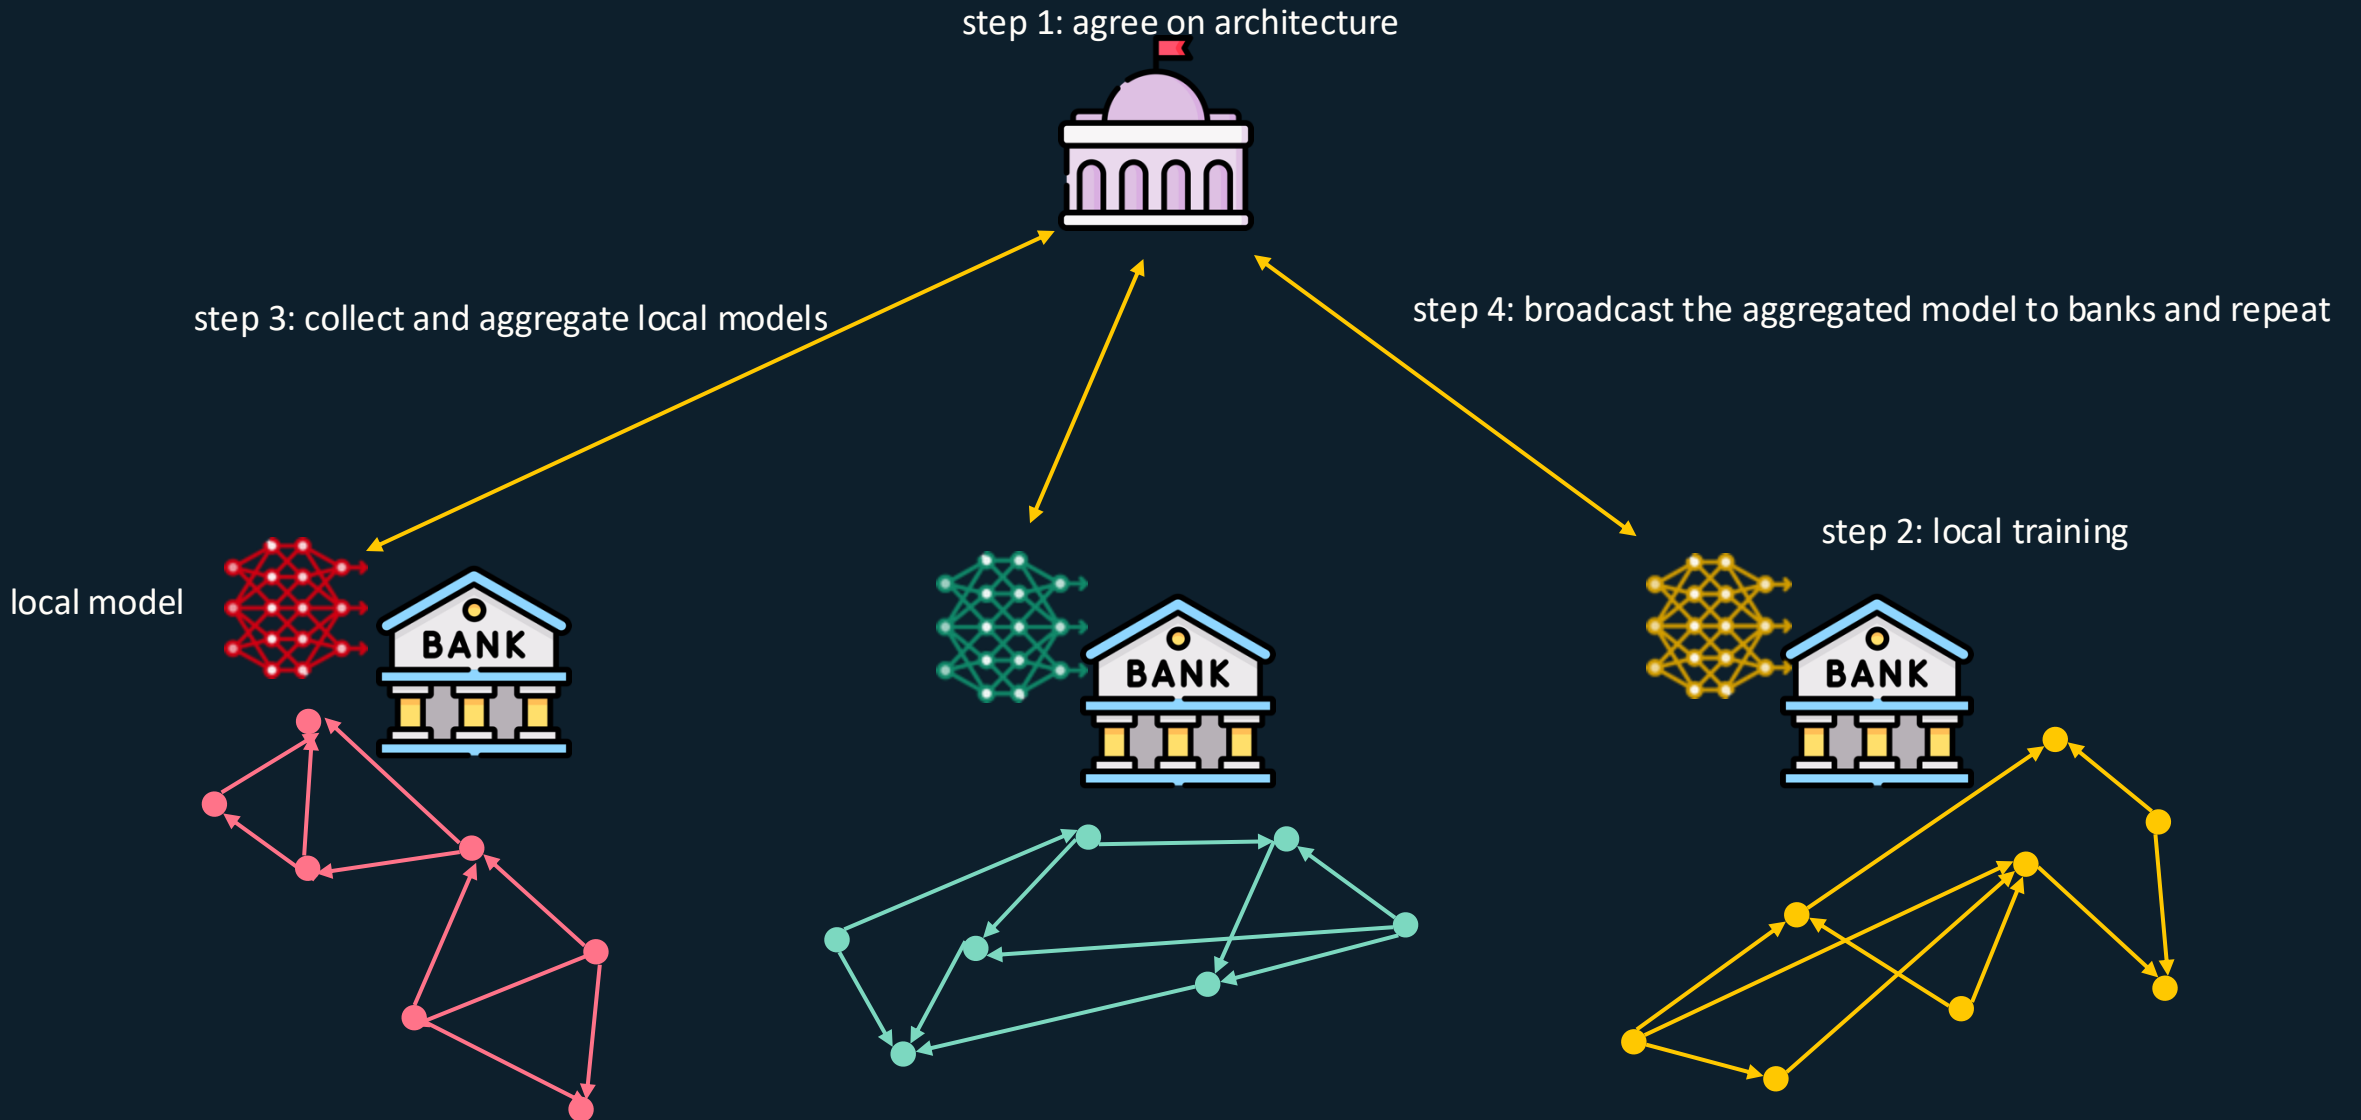 step 1: agree on architecture
step 3: collect and aggregate local models
step 4: broadcast the aggregated model to banks and repeat
step 2: local training
local model
BANK
BANK
BANK